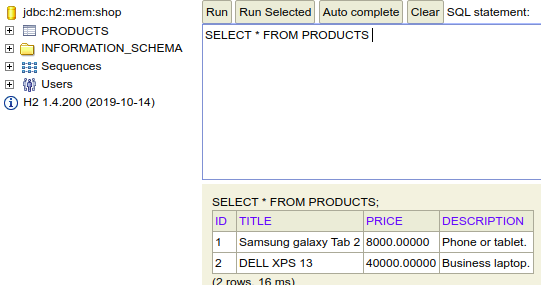 jdbc:h2:mem:shop
PRODUCTS
INFORMATION_SCHEMA
Sequences
Users
H2 1.4.200 (2019-10-14)
Run Run Selected Auto complete Clear SQL statement:
SELECT * FROM PRODUCTS
SELECT * FROM PRODUCTS;
ID TITLE PRICE DESCRIPTION
1 Samsung galaxy Tab 2 8000.00000 Phone or tablet.
2 DELL XPS 13 40000.00000 Business laptop.
(2 rows, 16 ms)